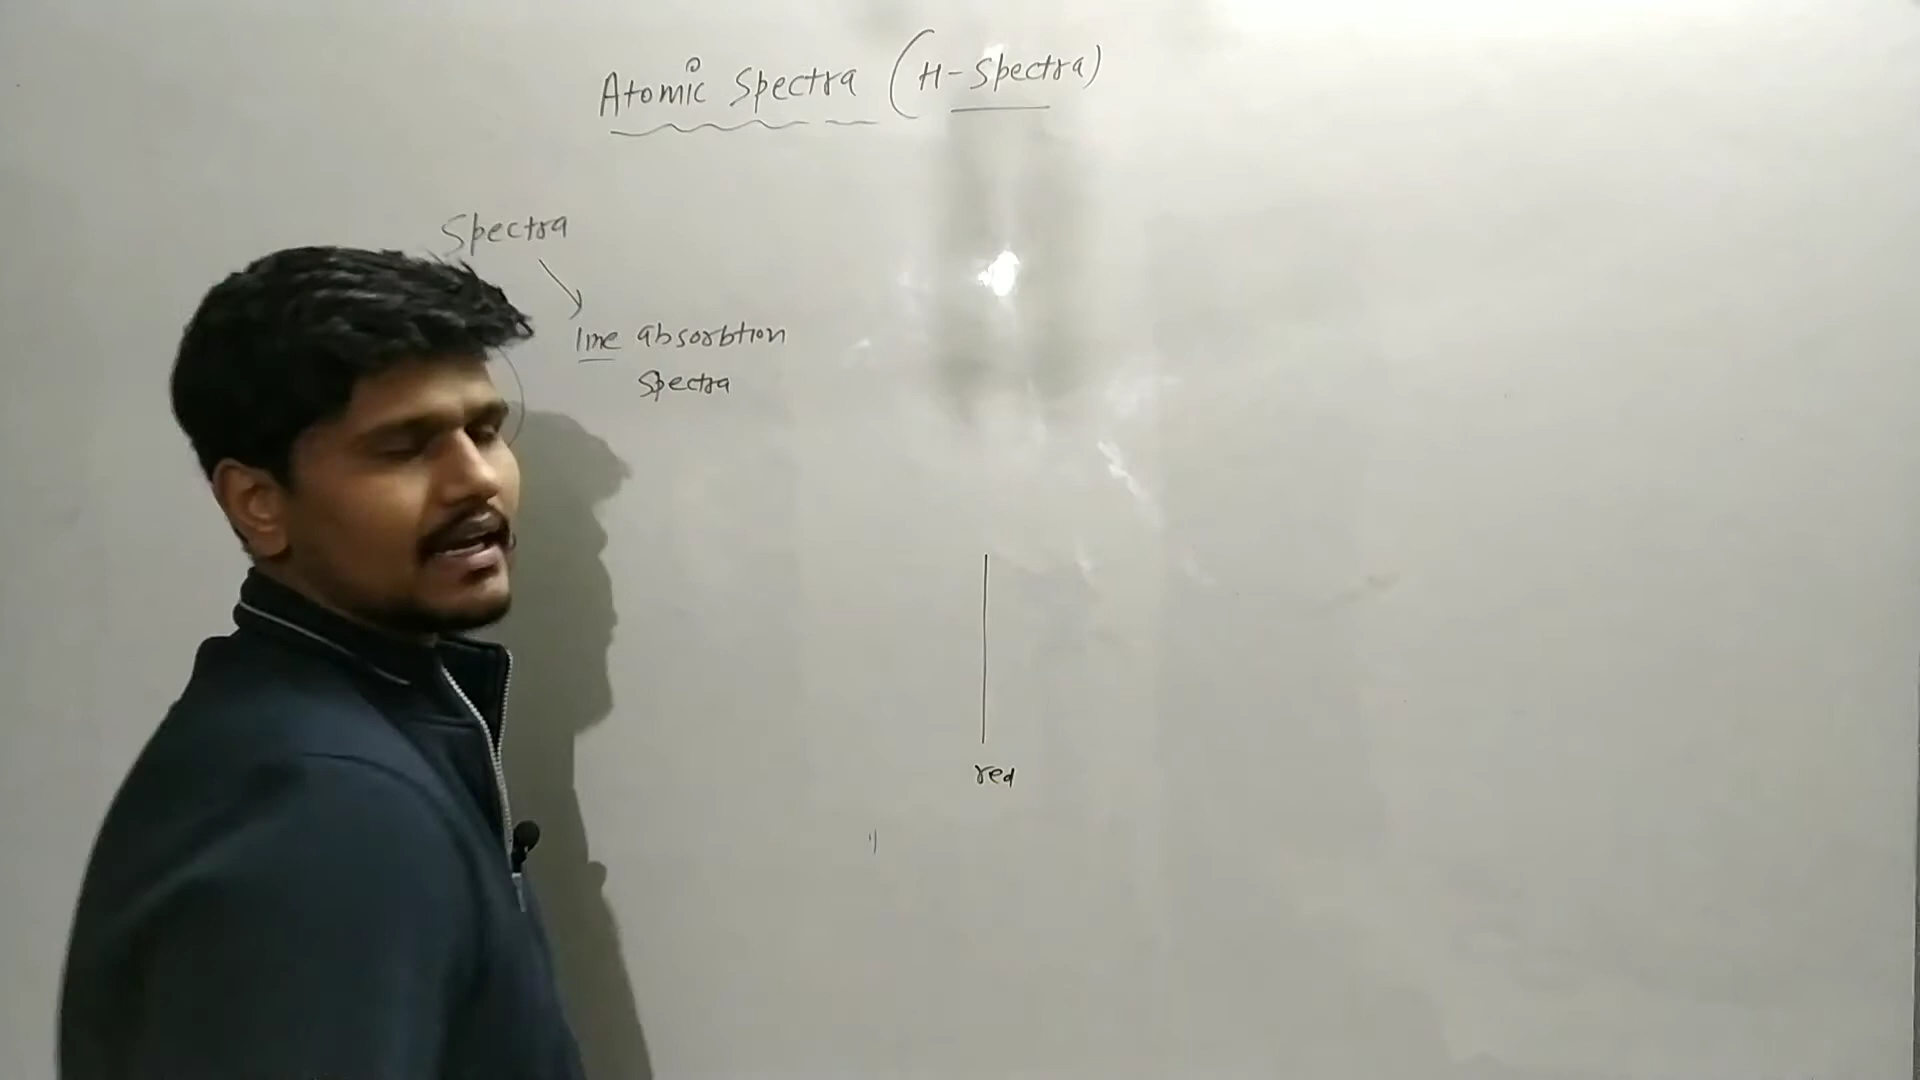 Atomic Spectra (H-Spectra)
Spectra
line absorbtion
Spectra
red